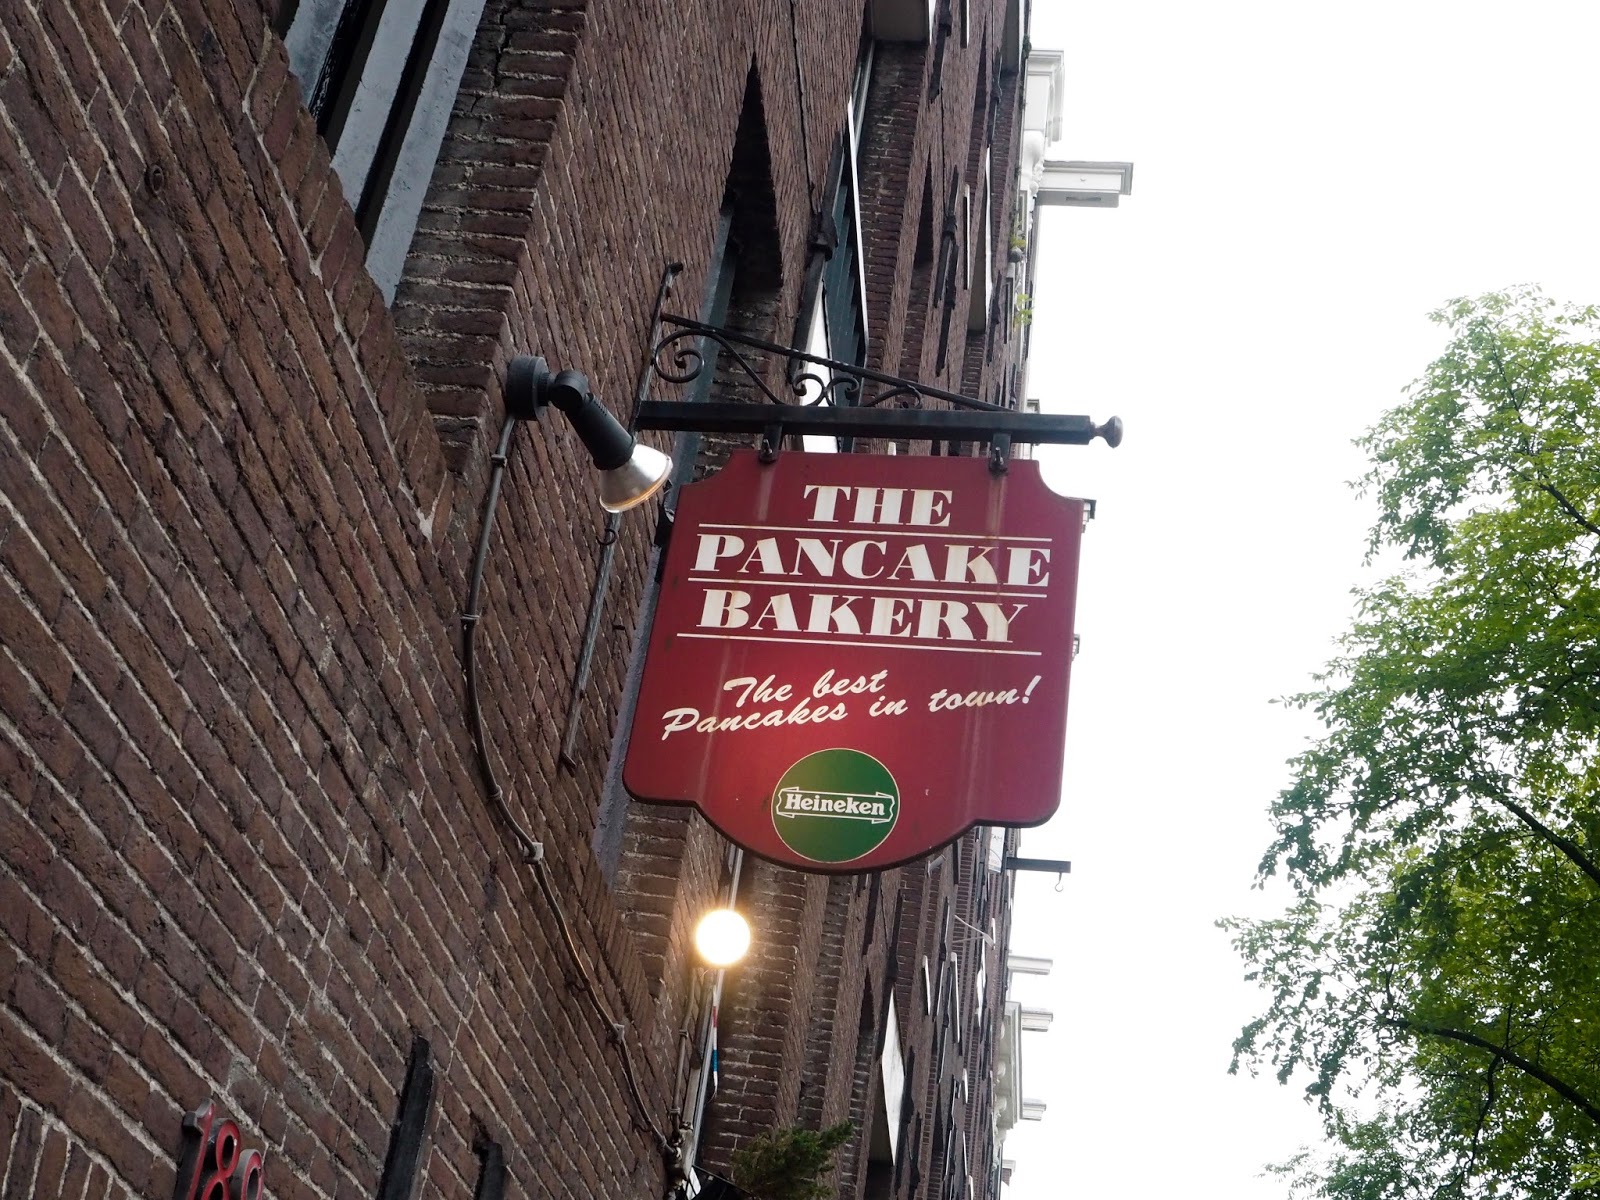 THE
PANCAKE
BAKERY
The best
Pancakes in town!
Heineken